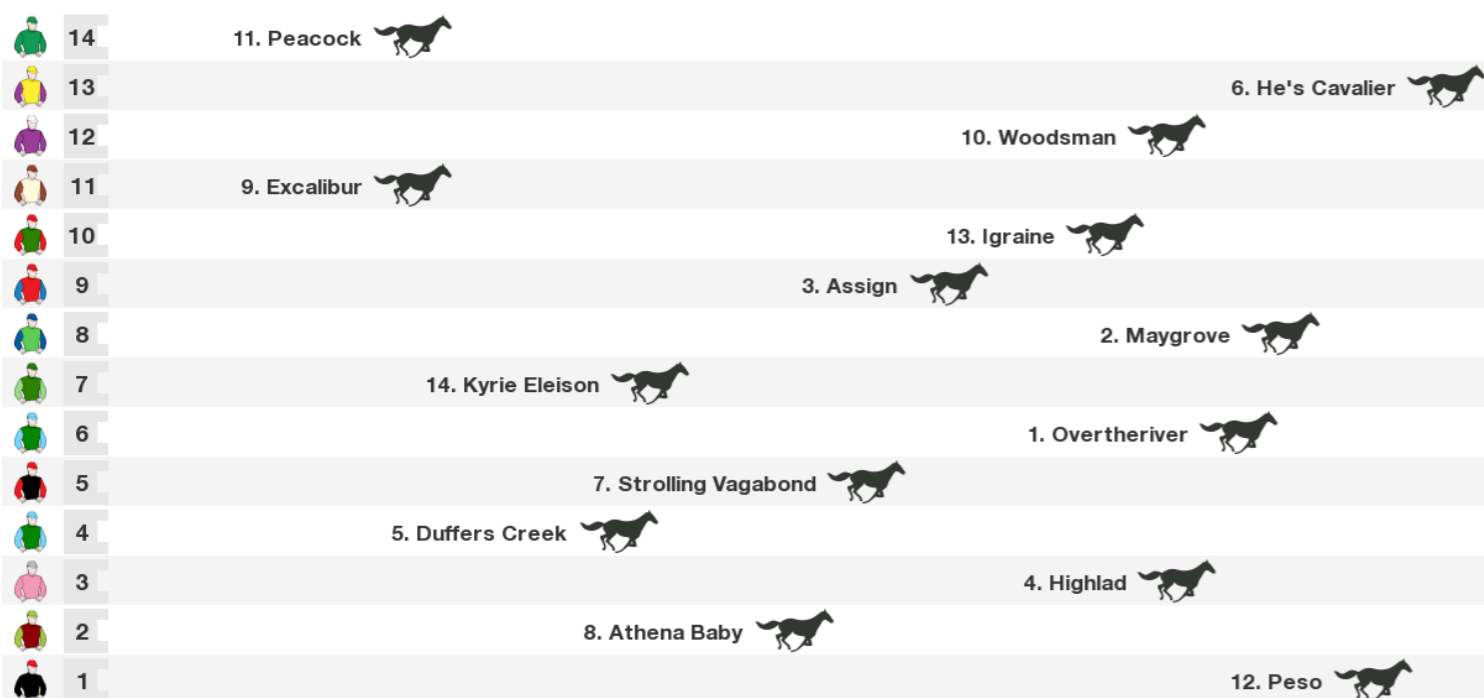 14 11. Peacock
13 6. He's Cavalier
12 10. Woodsman
11 9. Excalibur
10 13. Igraine
9 3. Assign
8 2. Maygrove
7 14. Kyrie Eleison
6 1. Overtheriver
5 7. Strolling Vagabond
4 5. Duffers Creek
3 4. Highlad
2 8. Athena Baby
1 12. Peso